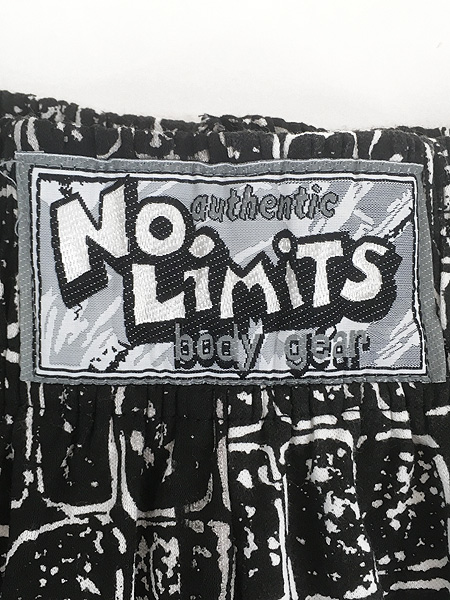 authentic
No.
LiMiTS
body gear